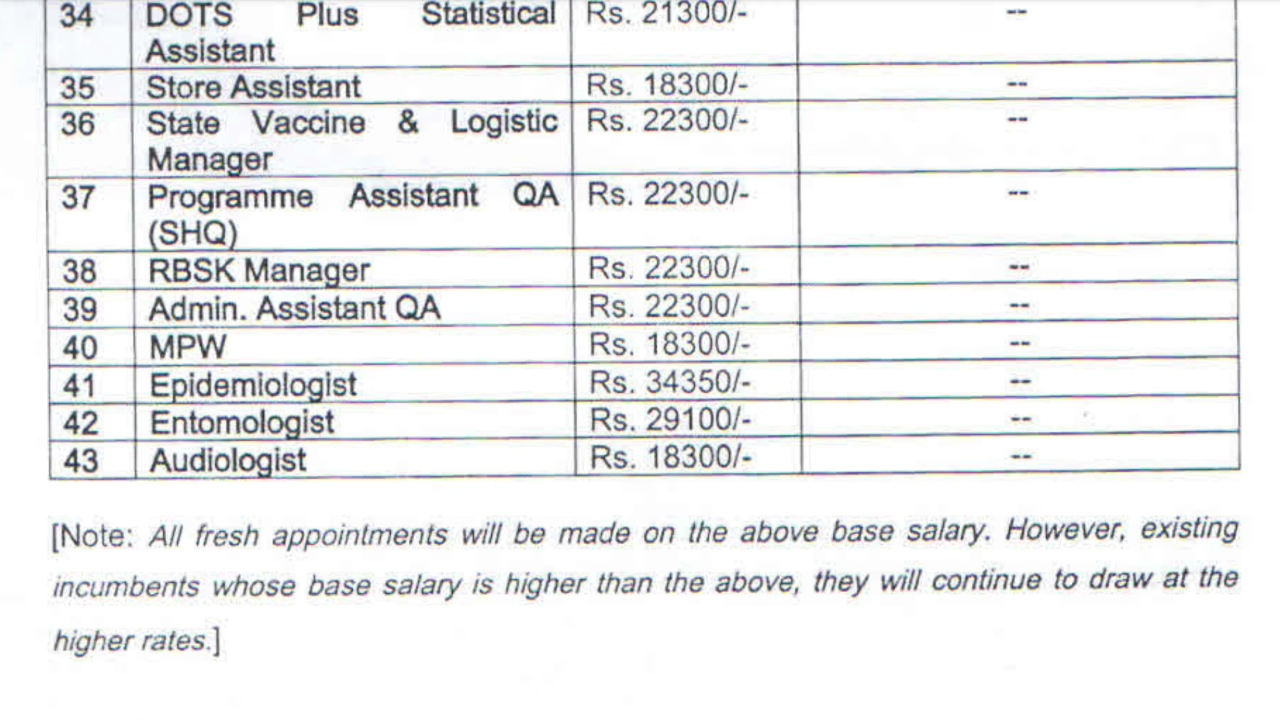 34 DOTS Plus Statistical Rs. 21300/- --
Assistant
35 Store Assistant Rs. 18300/- --
36 State Vaccine & Logistic Rs. 22300/- --
Manager
37 Programme Assistant QA Rs. 22300/- --
(SHQ)
38 RBSK Manager Rs. 22300/- --
39 Admin. Assistant QA Rs. 22300/- --
40 MPW Rs. 18300/- --
41 Epidemiologist Rs. 34350/- --
42 Entomologist Rs. 29100/- --
43 Audiologist Rs. 18300/- --
[Note: All fresh appointments will be made on the above base salary. However, existing
incumbents whose base salary is higher than the above, they will continue to draw at the
higher rates.]